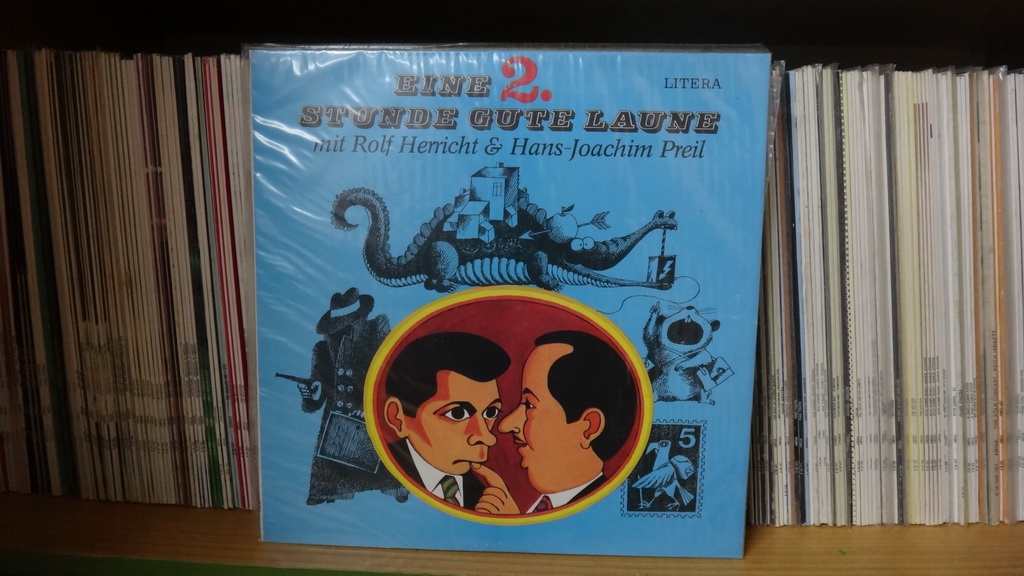 EINE 2.
LITERA
STUNDE GUTE LAUNE
mit Rolf Herricht & Hans-Joachim Preil
5